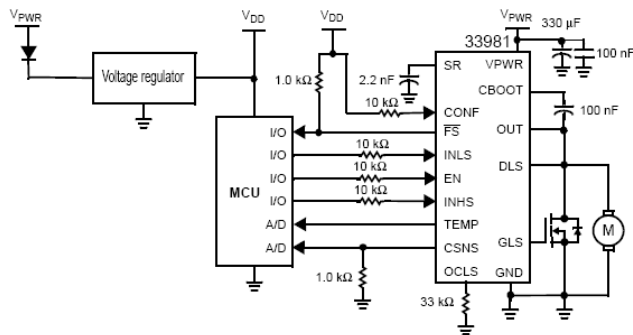 VPWR
VDD
VDD
VPWR
330 µF
33981
100 nF
Voltage regulator
2.2 nF
SR
VPWR
1.0 kΩ
CBOOT
10 kΩ
CONF
100 nF
I/O
FS
OUT
I/O
10 kΩ
INLS
DLS
I/O
10 kΩ
EN
MCU
I/O
10 kΩ
INHS
M
A/D
TEMP
A/D
CSNS
GLS
1.0 kΩ
OCLS
GND
33 kΩ